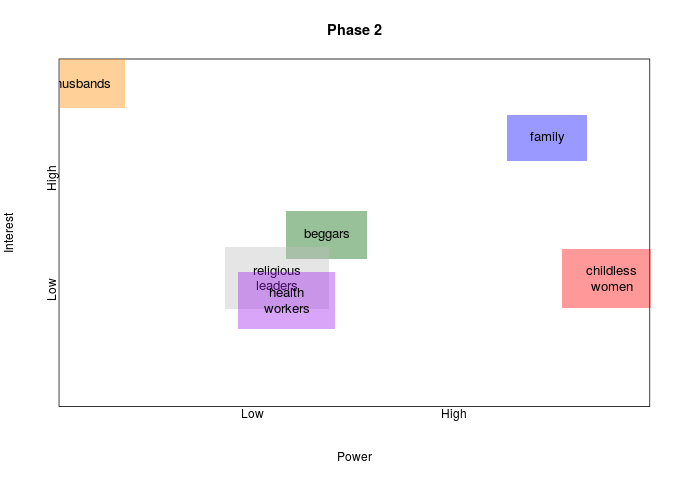 Phase 2
husbands
family
High
Interest
beggars
religious
leaders
childless
women
health
workers
Low
Low
High
Power